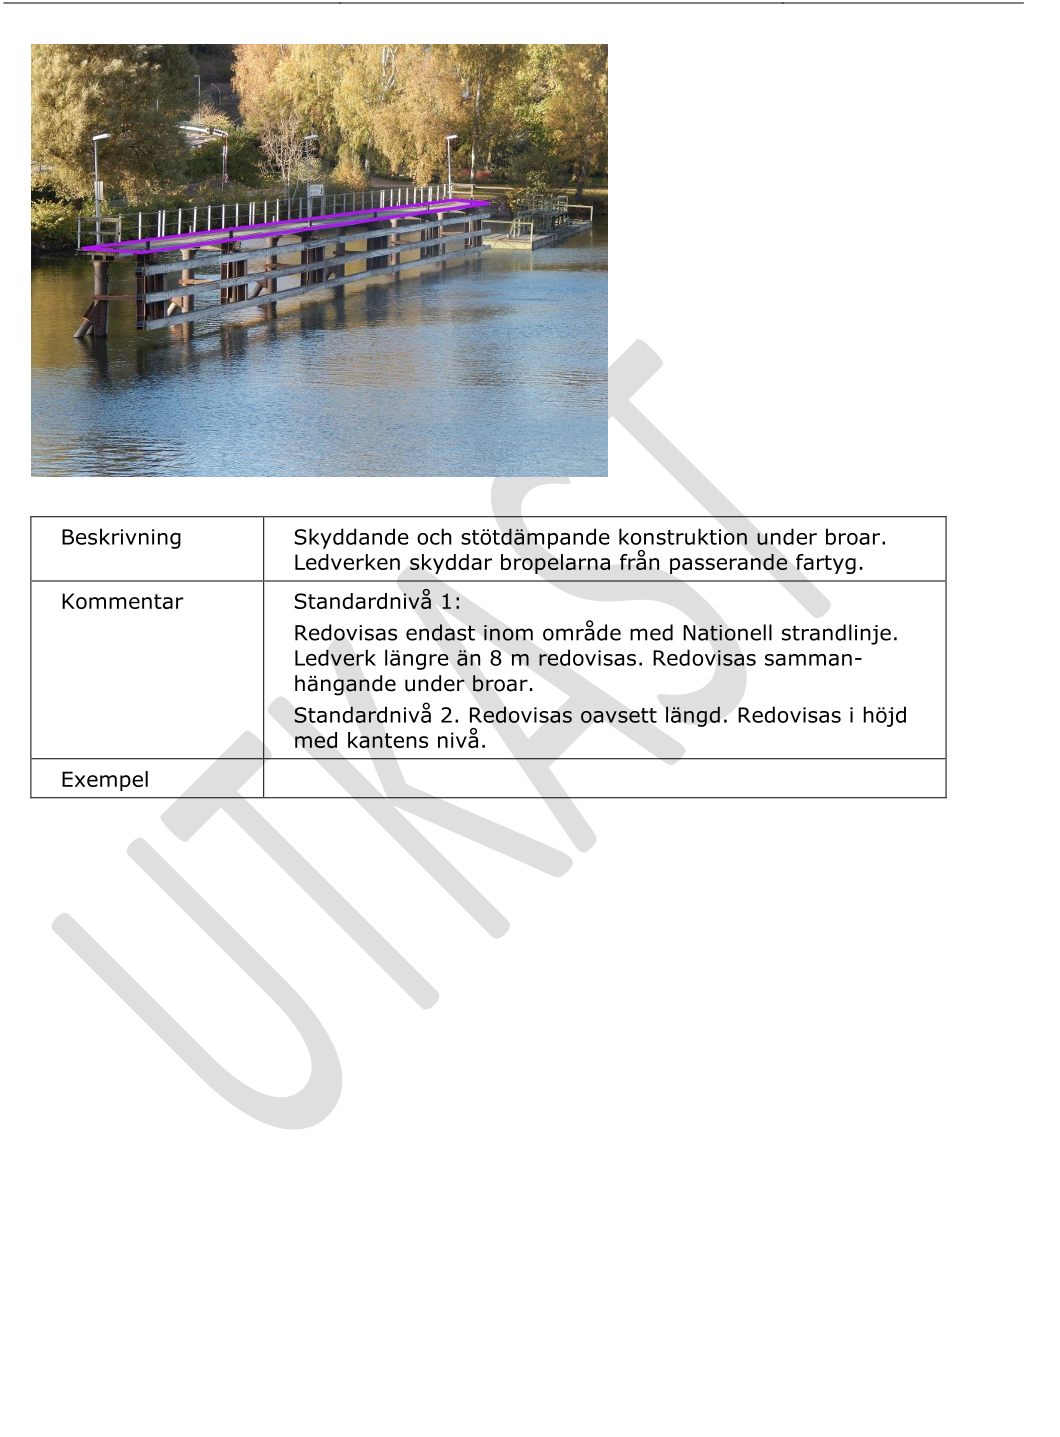 Beskrivning
Skyddande och stötdämpande konstruktion under broar.
Ledverken skyddar bropelarna från passerande fartyg.
Kommentar
Standardnivå 1:
Redovisas endast inom område med Nationell strandlinje.
Ledverk längre än 8 m redovisas. Redovisas samman-
hängande under broar.
Standardnivå 2. Redovisas oavsett längd. Redovisas i höjd
med kantens nivå.
Exempel
UTKAST